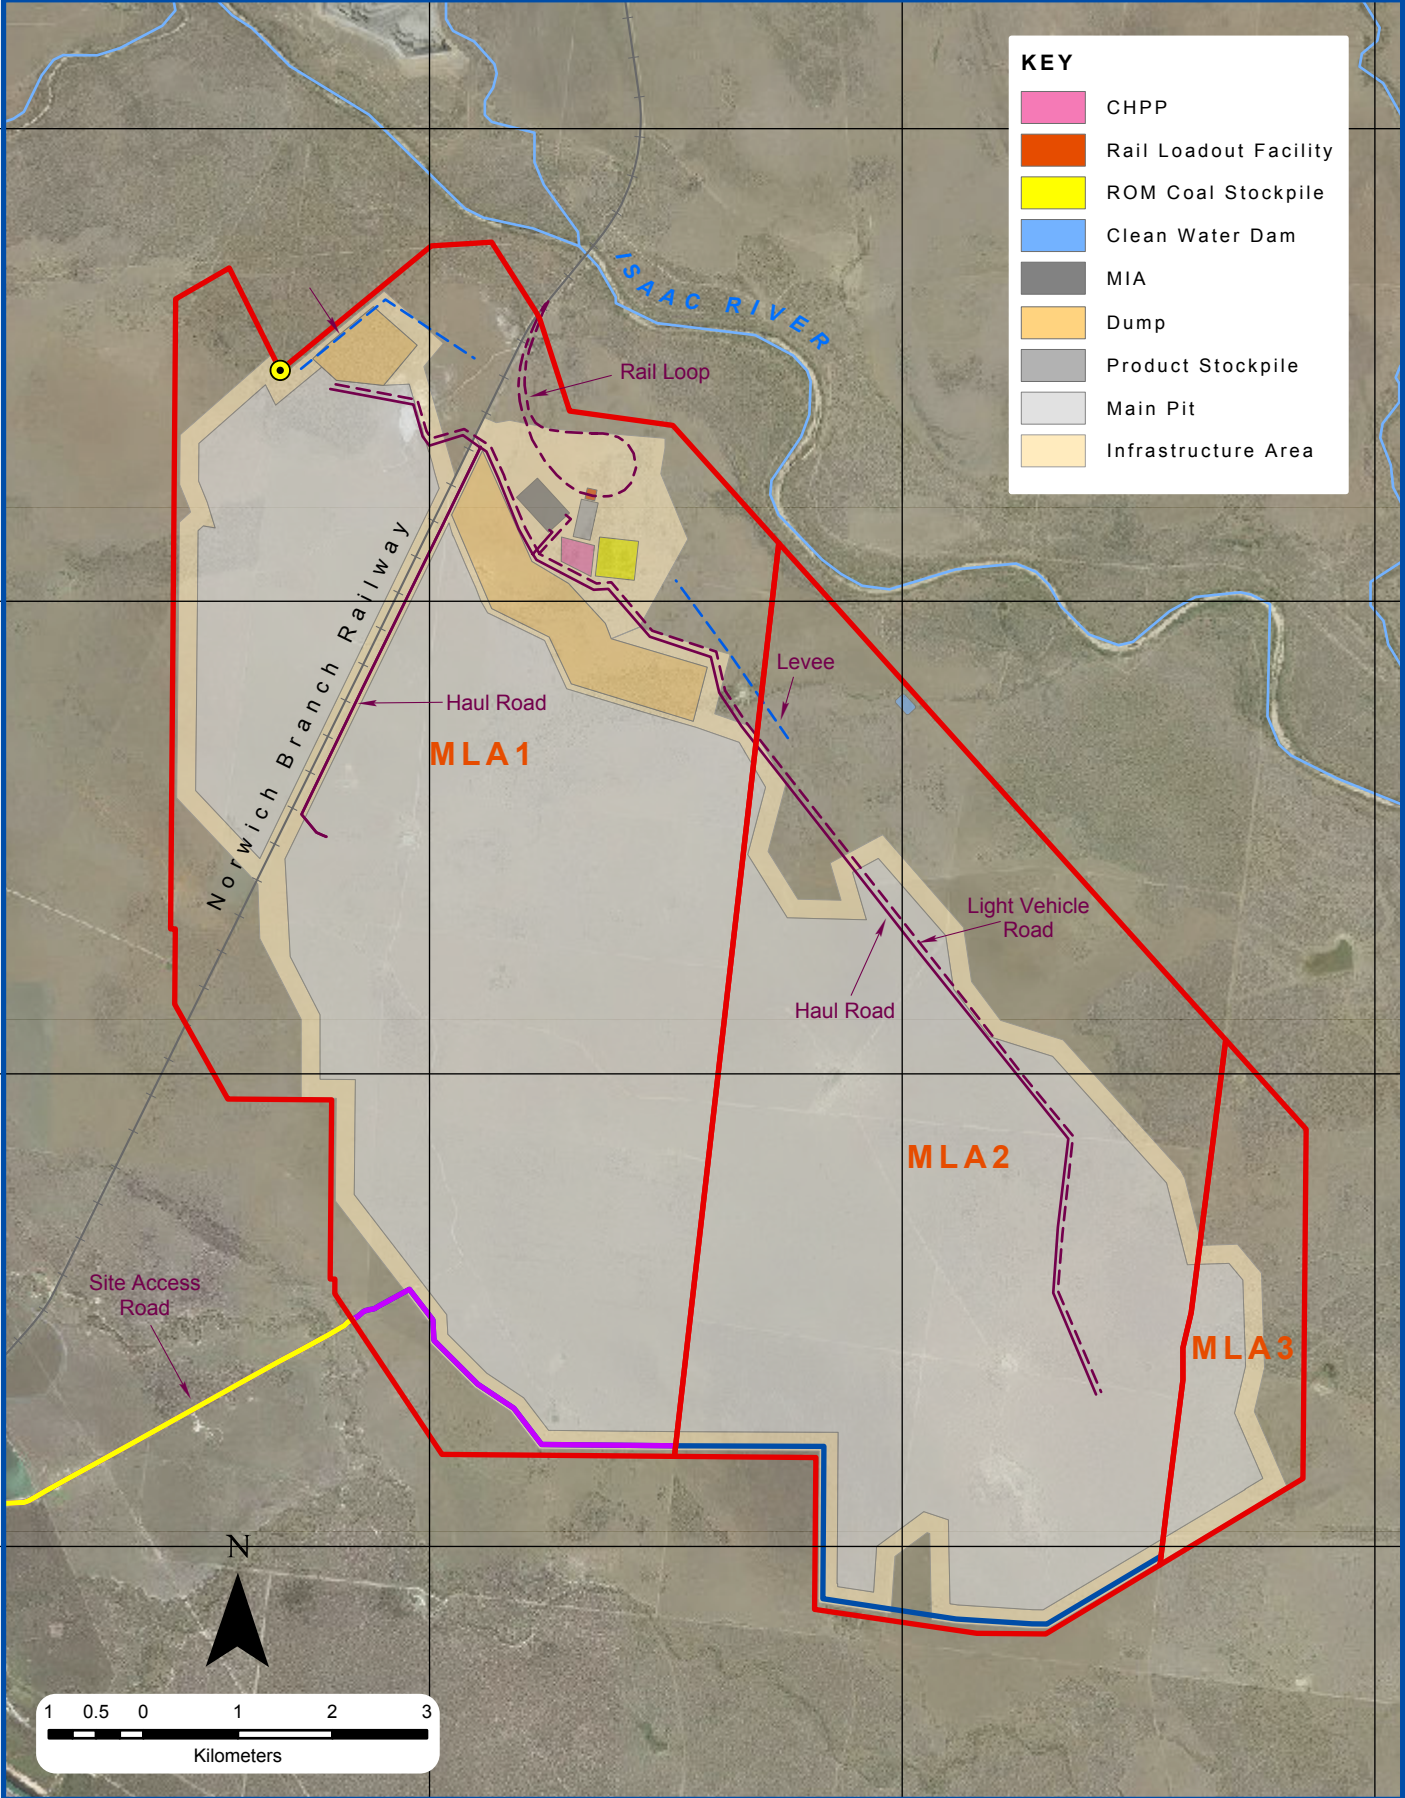 KEY
CHPP
Rail Loadout Facility
ROM Coal Stockpile
Clean Water Dam
MIA
Dump
Product Stockpile
Main Pit
Infrastructure Area
ISAAC RIVER
Rail Loop
Norwich Branch Railway
Levee
Haul Road
MLA1
Light Vehicle
Road
Haul Road
MLA2
Site Access
Road
MLA3
N
1 0.5 0 1 2 3
Kilometers